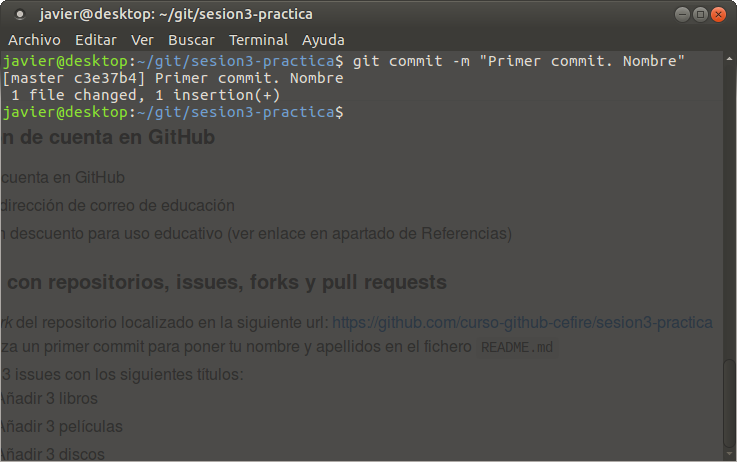 javier@desktop: ~/git/sesion3-practica
Archivo Editar Ver Buscar Terminal Ayuda
javier@desktop:~/git/sesion3-practica$ git commit -m "Primer commit. Nombre"
[master c3e37b4] Primer commit. Nombre
 1 file changed, 1 insertion(+)
javier@desktop:~/git/sesion3-practica$
n de cuenta en GitHub
cuenta en GitHub
dirección de correo de educación
n descuento para uso educativo (ver enlace en apartado de Referencias)
con repositorios, issues, forks y pull requests
rk del repositorio localizado en la siguiente url: https://github.com/curso-github-cefire/sesion3-practica
za un primer commit para poner tu nombre y apellidos en el fichero README.md
3 issues con los siguientes títulos:
Añadir 3 libros
Añadir 3 películas
Añadir 3 discos